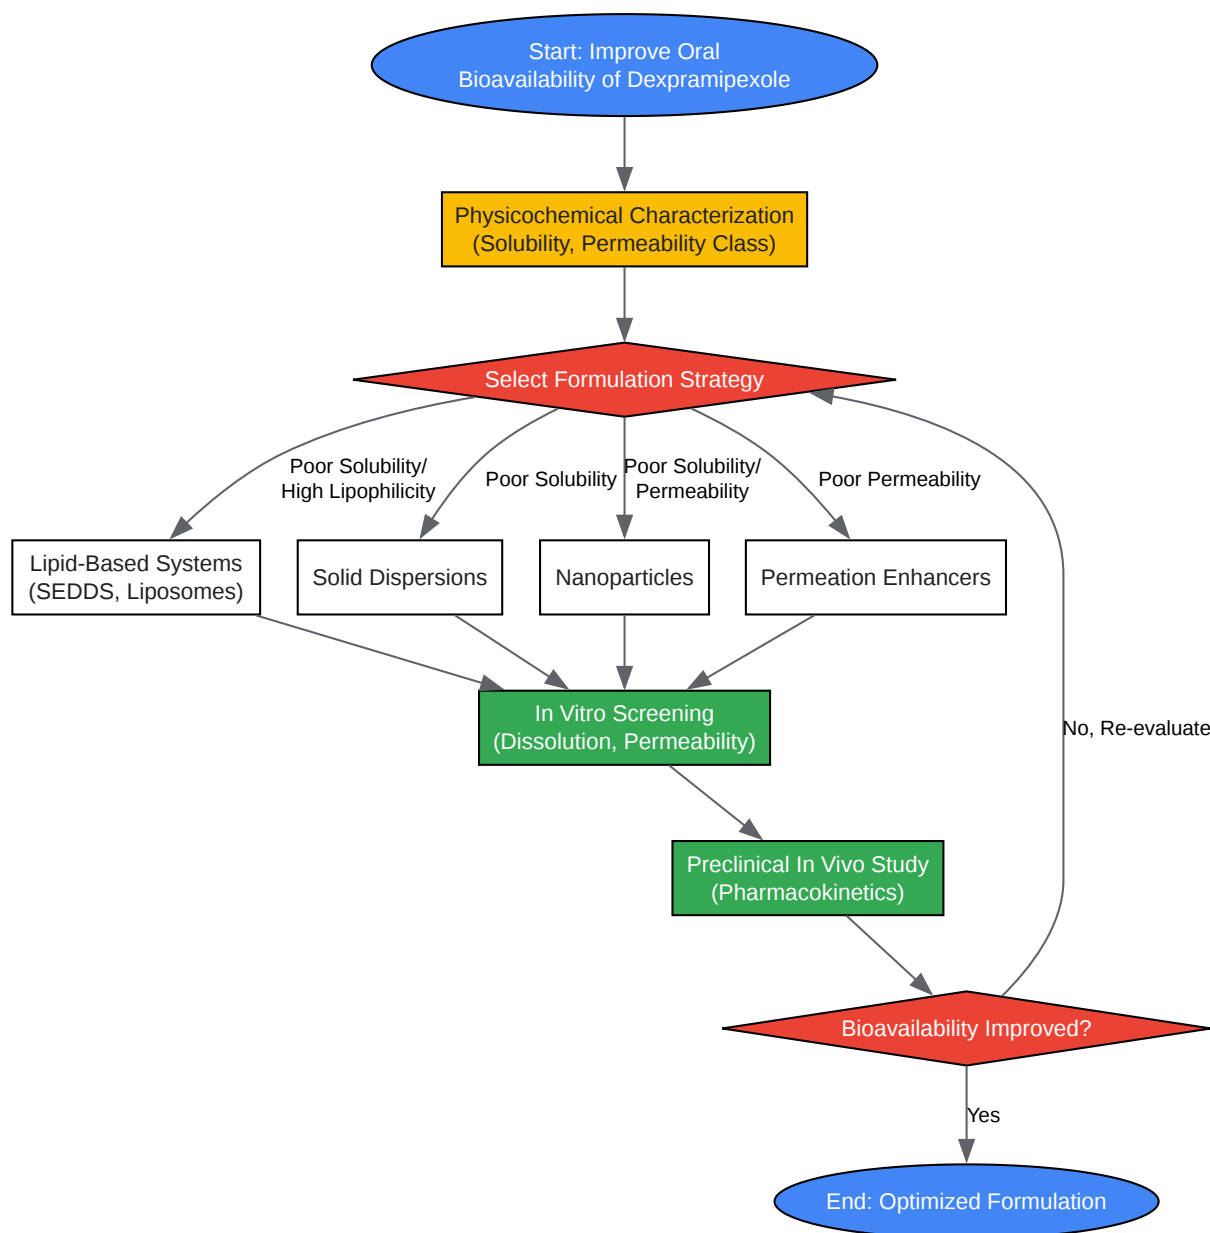 Start: Improve Oral
Bioavailability of Dexpramipexole
Physicochemical Characterization
(Solubility, Permeability Class)
Select Formulation Strategy
Poor Solubility/
High Lipophilicity
Poor Solubility
Poor Solubility/
Permeability
Poor Permeability
Lipid-Based Systems
(SEDDS, Liposomes)
Solid Dispersions
Nanoparticles
Permeation Enhancers
In Vitro Screening
(Dissolution, Permeability)
No, Re-evaluate
Preclinical In Vivo Study
(Pharmacokinetics)
Bioavailability Improved?
Yes
End: Optimized Formulation